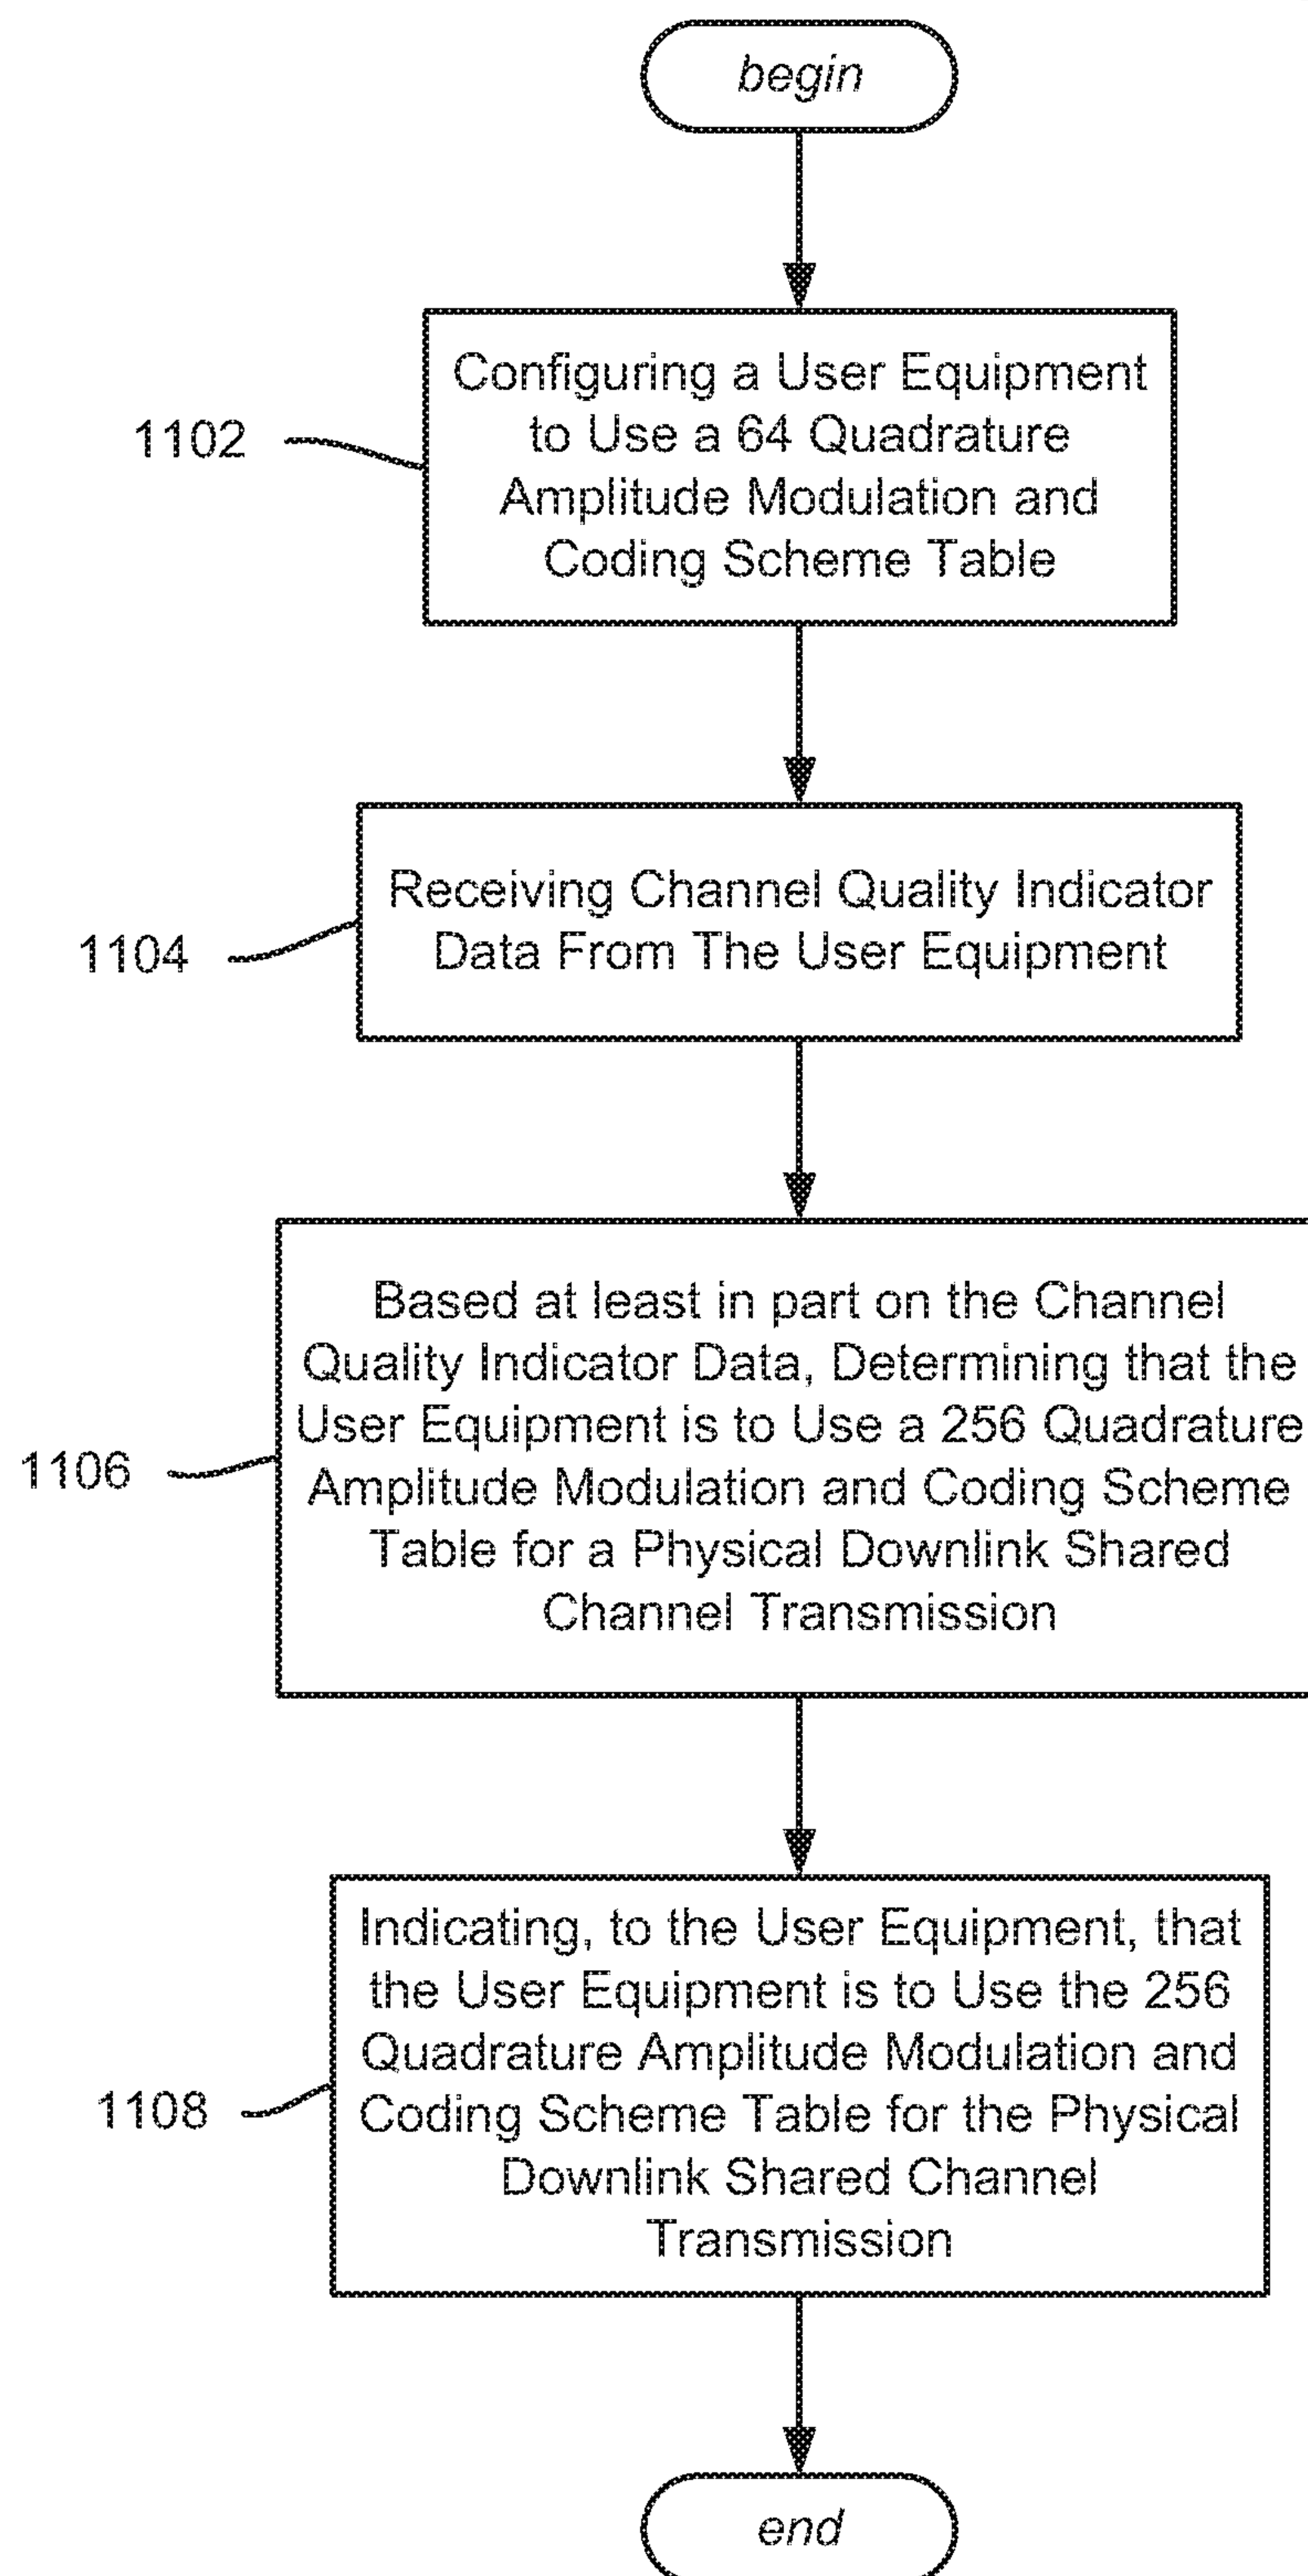 begin
1102
Configuring a User Equipment
to Use a 64 Quadrature
Amplitude Modulation and
Coding Scheme Table
1104
Receiving Channel Quality Indicator
Data From The User Equipment
1106
Based at least in part on the Channel
Quality Indicator Data, Determining that the
User Equipment is to Use a 256 Quadrature
Amplitude Modulation and Coding Scheme
Table for a Physical Downlink Shared
Channel Transmission
1108
Indicating, to the User Equipment, that
the User Equipment is to Use the 256
Quadrature Amplitude Modulation and
Coding Scheme Table for the Physical
Downlink Shared Channel
Transmission
end